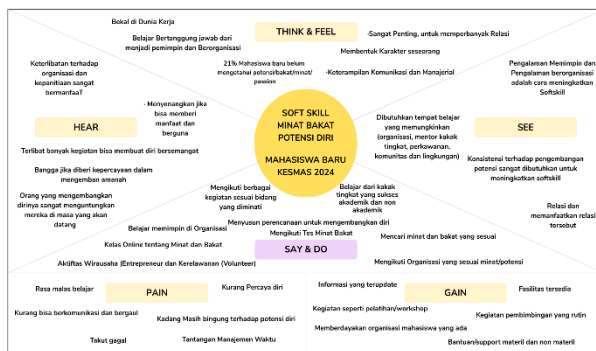 Bekal di Dunia Kerja
Belajar Bertanggung jawab dari
menjadi pemimpin dan Berorganisasi
THINK & FEEL
·Sangat Penting, untuk memperbanyak Relasi
Membentuk Karakter seseorang
21% Mahasiswa baru belum
mengetahui potensi/bakat/minat/
passion
·Keterampilan Komunikasi dan Manajerial
Keterlibatan terhadap
organisasi dan
kepanitiaan sangat
bermanfaaT
· Menyenangkan jika
bisa memberi
manfaat dan
berguna
HEAR
Terlibat banyak kegiatan bisa membuat diri bersemangat
Bangga jika diberi kepercayaan dalam
mengemban amanah
Orang yang mengembangkan
dirinya sangat menguntungkan
mereka di masa yang akan
datang
SOFT SKILL
MINAT BAKAT
POTENSI DIRI
MAHASISWA BARU
KESMAS 2024
Pengalaman Memimpin dan
Pengalaman berorganisasi
adalah cara meningkatkan
Softskill
Dibutuhkan tempat belajar
yang memungkinkan
(organisasi, mentor kakak
tingkat, perkawanan,
komunitas dan lingkungan)
SEE
Konsistensi terhadap pengembangan
potensi sangat dibutuhkan untuk
meningkatkan softskill
Relasi dan
memanfaatkan relasi
tersebut
Mengikuti berbagai
kegiatan sesuai bidang
yang diminati
Belajar dari kakak
tingkat yang sukses
akademik dan non
akademik
Belajar memimpin di Organisasi
Menyusun perencanaan untuk mengembangkan diri
Mengikuti Tes Minat Bakat
Mencari minat dan bakat yang sesuai
Kelas Online tentang Minat dan Bakat
SAY & DO
Aktiftas Wirausaha (Entrepreneur dan Kerelawanan (Volunteer)
Mengikuti Organisasi yang sesuai minat/potensi
PAIN
Rasa malas belajar
Kurang Percaya diri
Kurang bisa berkomunikasi dan bergaul
Kadang Masih bingung terhadap potensi diri
Takut gagal
Tantangan Manajemen Waktu
GAIN
Informasi yang terupdate
Fasilitas tersedia
Kegiatan seperti pelatihan/workshop
Kegiatan pembimbingan yang rutin
Memberdayakan organisasi mahasiswa yang ada
Bantuan/support materil dan non materil